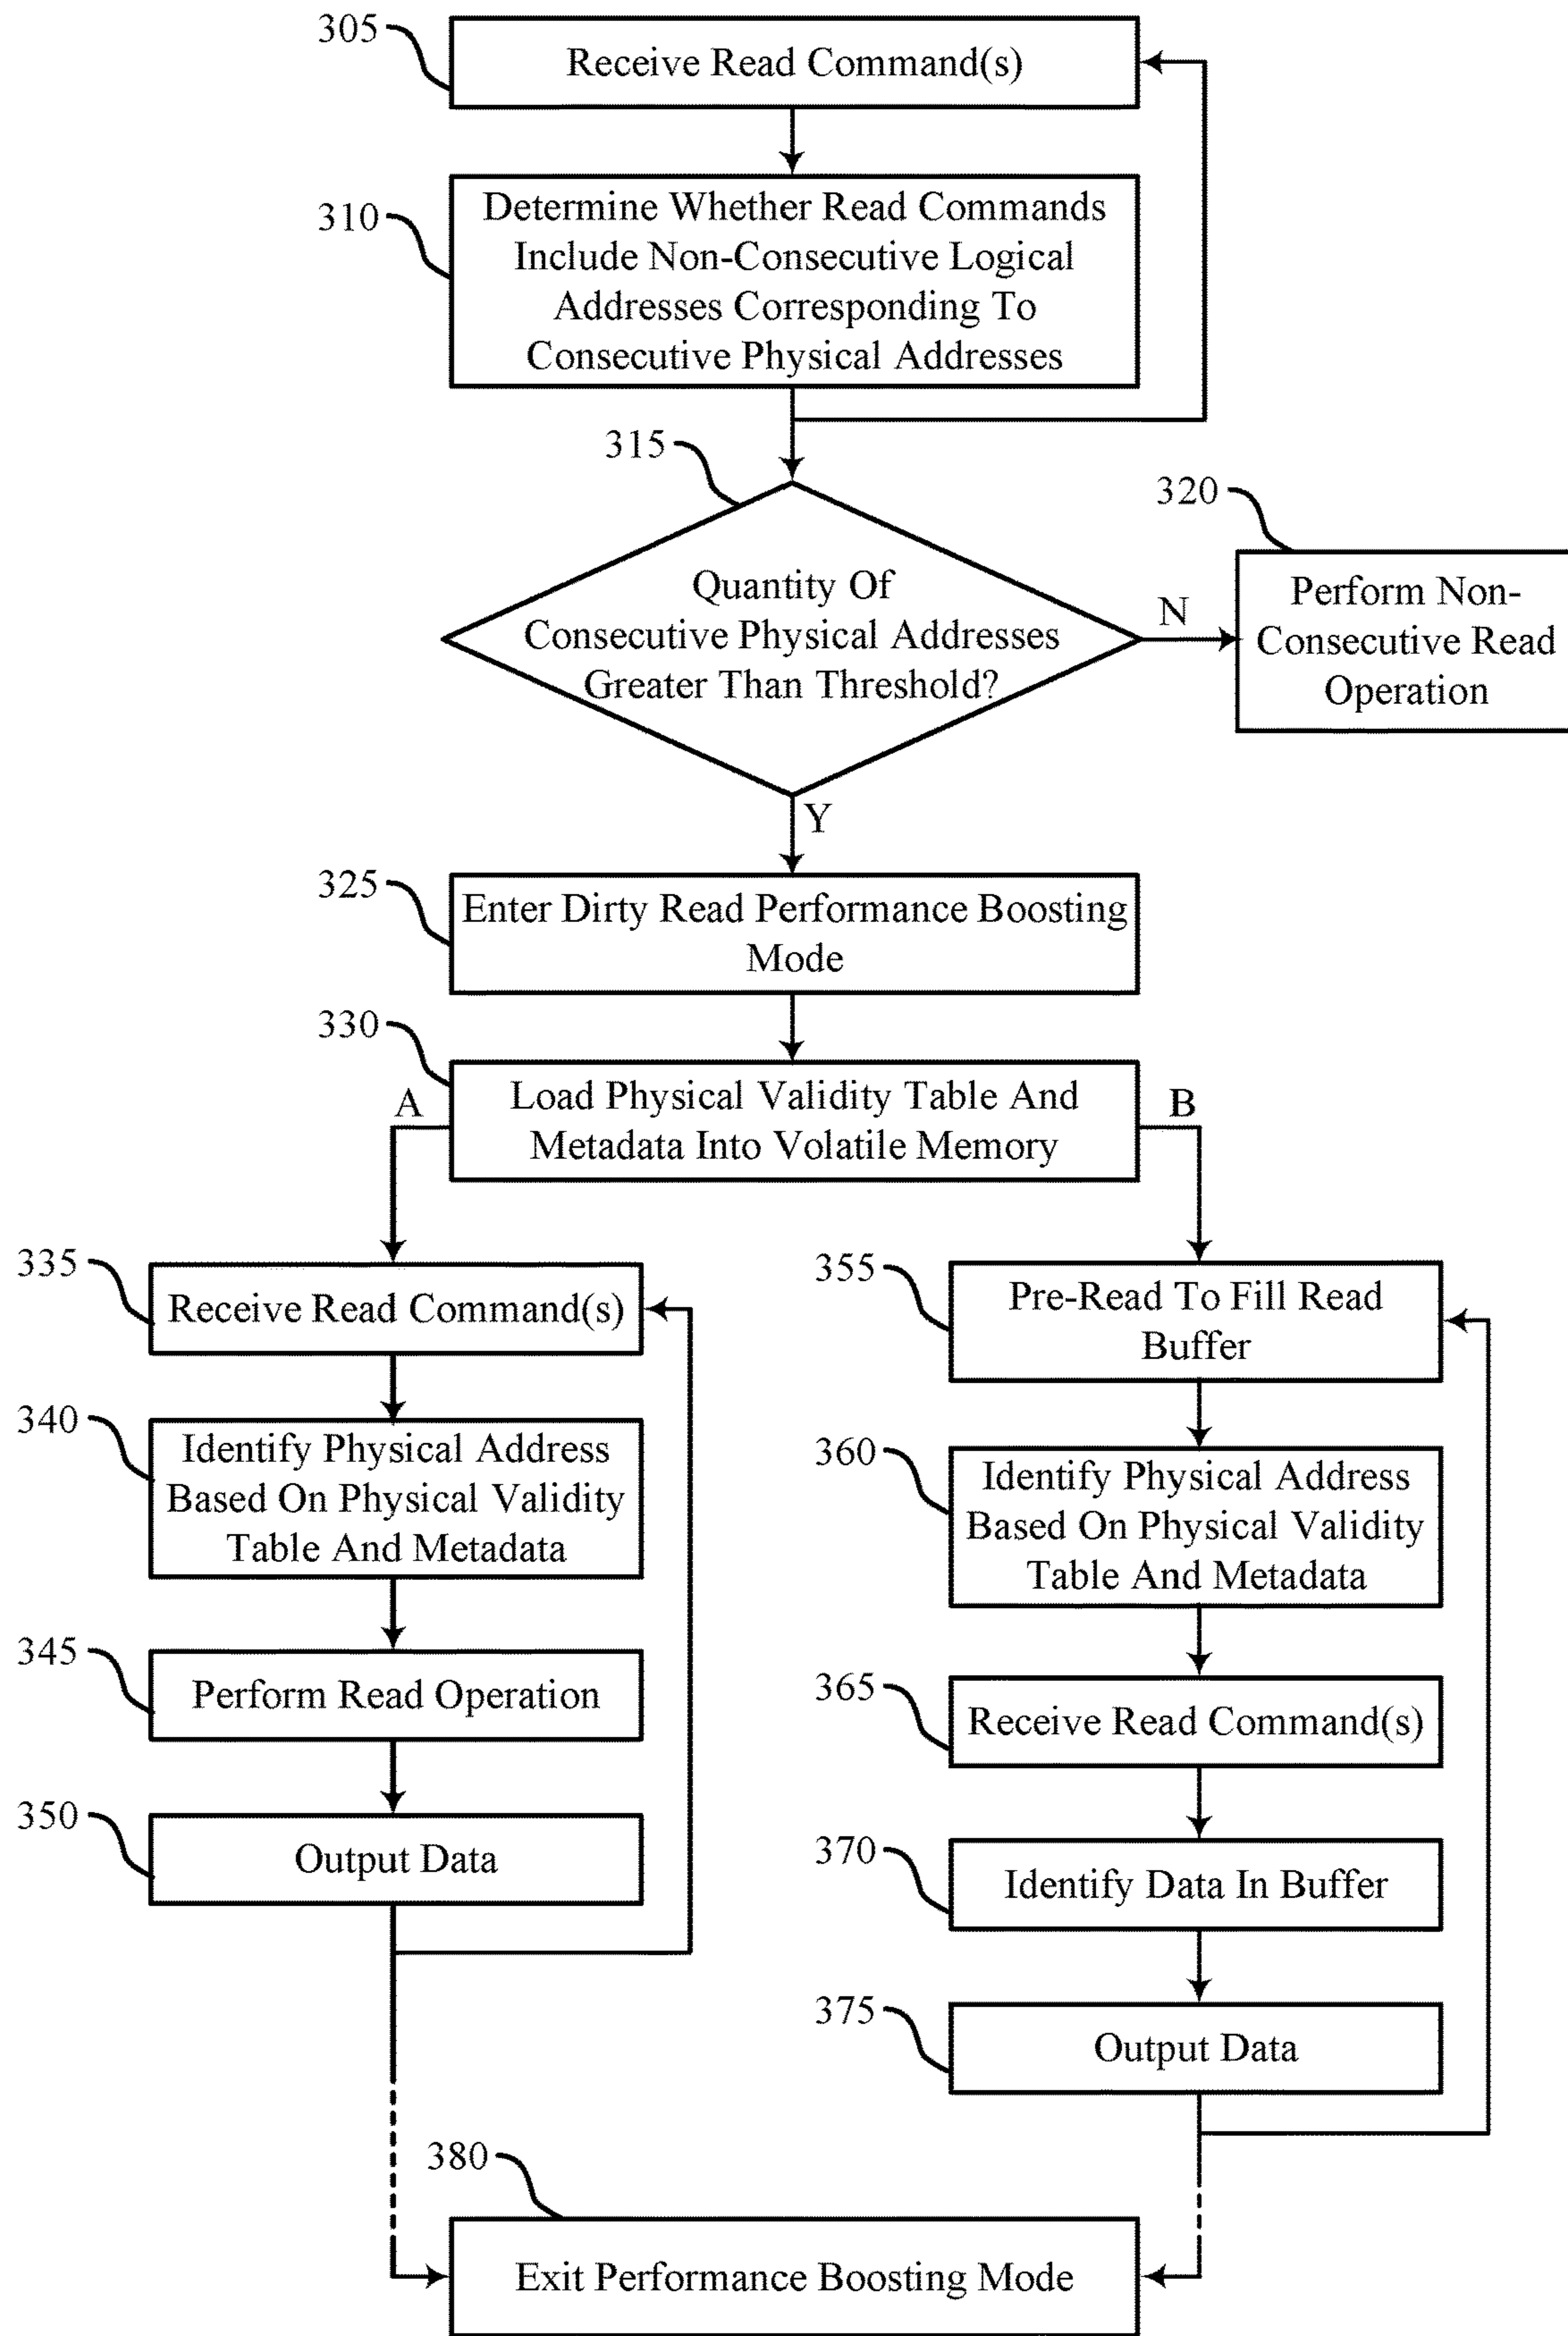 305
Receive Read Command(s)
310
Determine Whether Read Commands
Include Non-Consecutive Logical
Addresses Corresponding To
Consecutive Physical Addresses
315
Quantity Of
Consecutive Physical Addresses
Greater Than Threshold?
N
320
Perform Non-
Consecutive Read
Operation
Y
325
Enter Dirty Read Performance Boosting
Mode
330
Load Physical Validity Table And
Metadata Into Volatile Memory
A
B
335
Receive Read Command(s)
340
Identify Physical Address
Based On Physical Validity
Table And Metadata
345
Perform Read Operation
350
Output Data
355
Pre-Read To Fill Read
Buffer
360
Identify Physical Address
Based On Physical Validity
Table And Metadata
365
Receive Read Command(s)
370
Identify Data In Buffer
375
Output Data
380
Exit Performance Boosting Mode